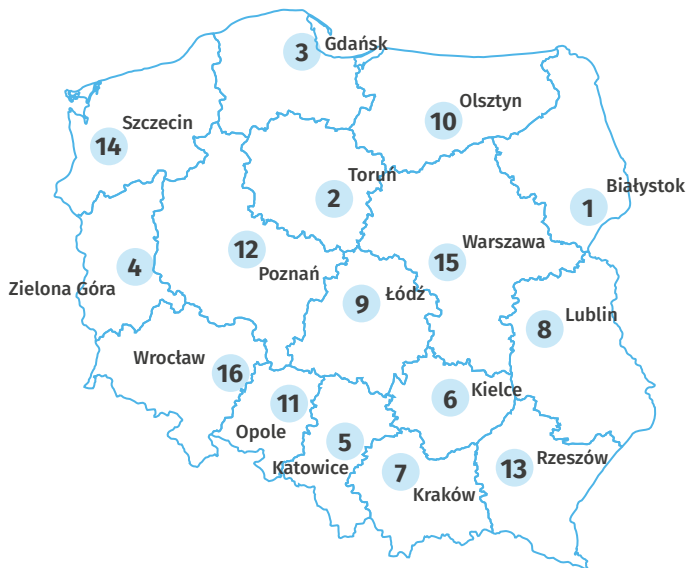 Gdańsk
3
Olsztyn
10
Szczecin
14
Toruń
2
Białystok
1
Warszawa
15
12
Poznań
4
Zielona Góra
Łódź
9
Lublin
8
Wrocław
16
Kielce
6
11
Opole
5
Katowice
Rzeszów
13
7
Kraków